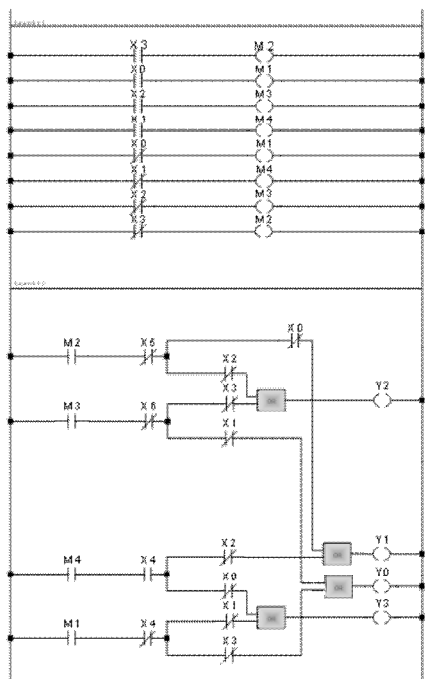 X3 M2
X0 M1
X2 M3
X1 M4
X0 M1
X1 M4
X2 M3
X3 M2
X0
M2 X5
X2
Y2
X3
M3 X6
X1
X2 Y1
M4 X4
Y0
X0
X1 Y3
M1 X4
X3